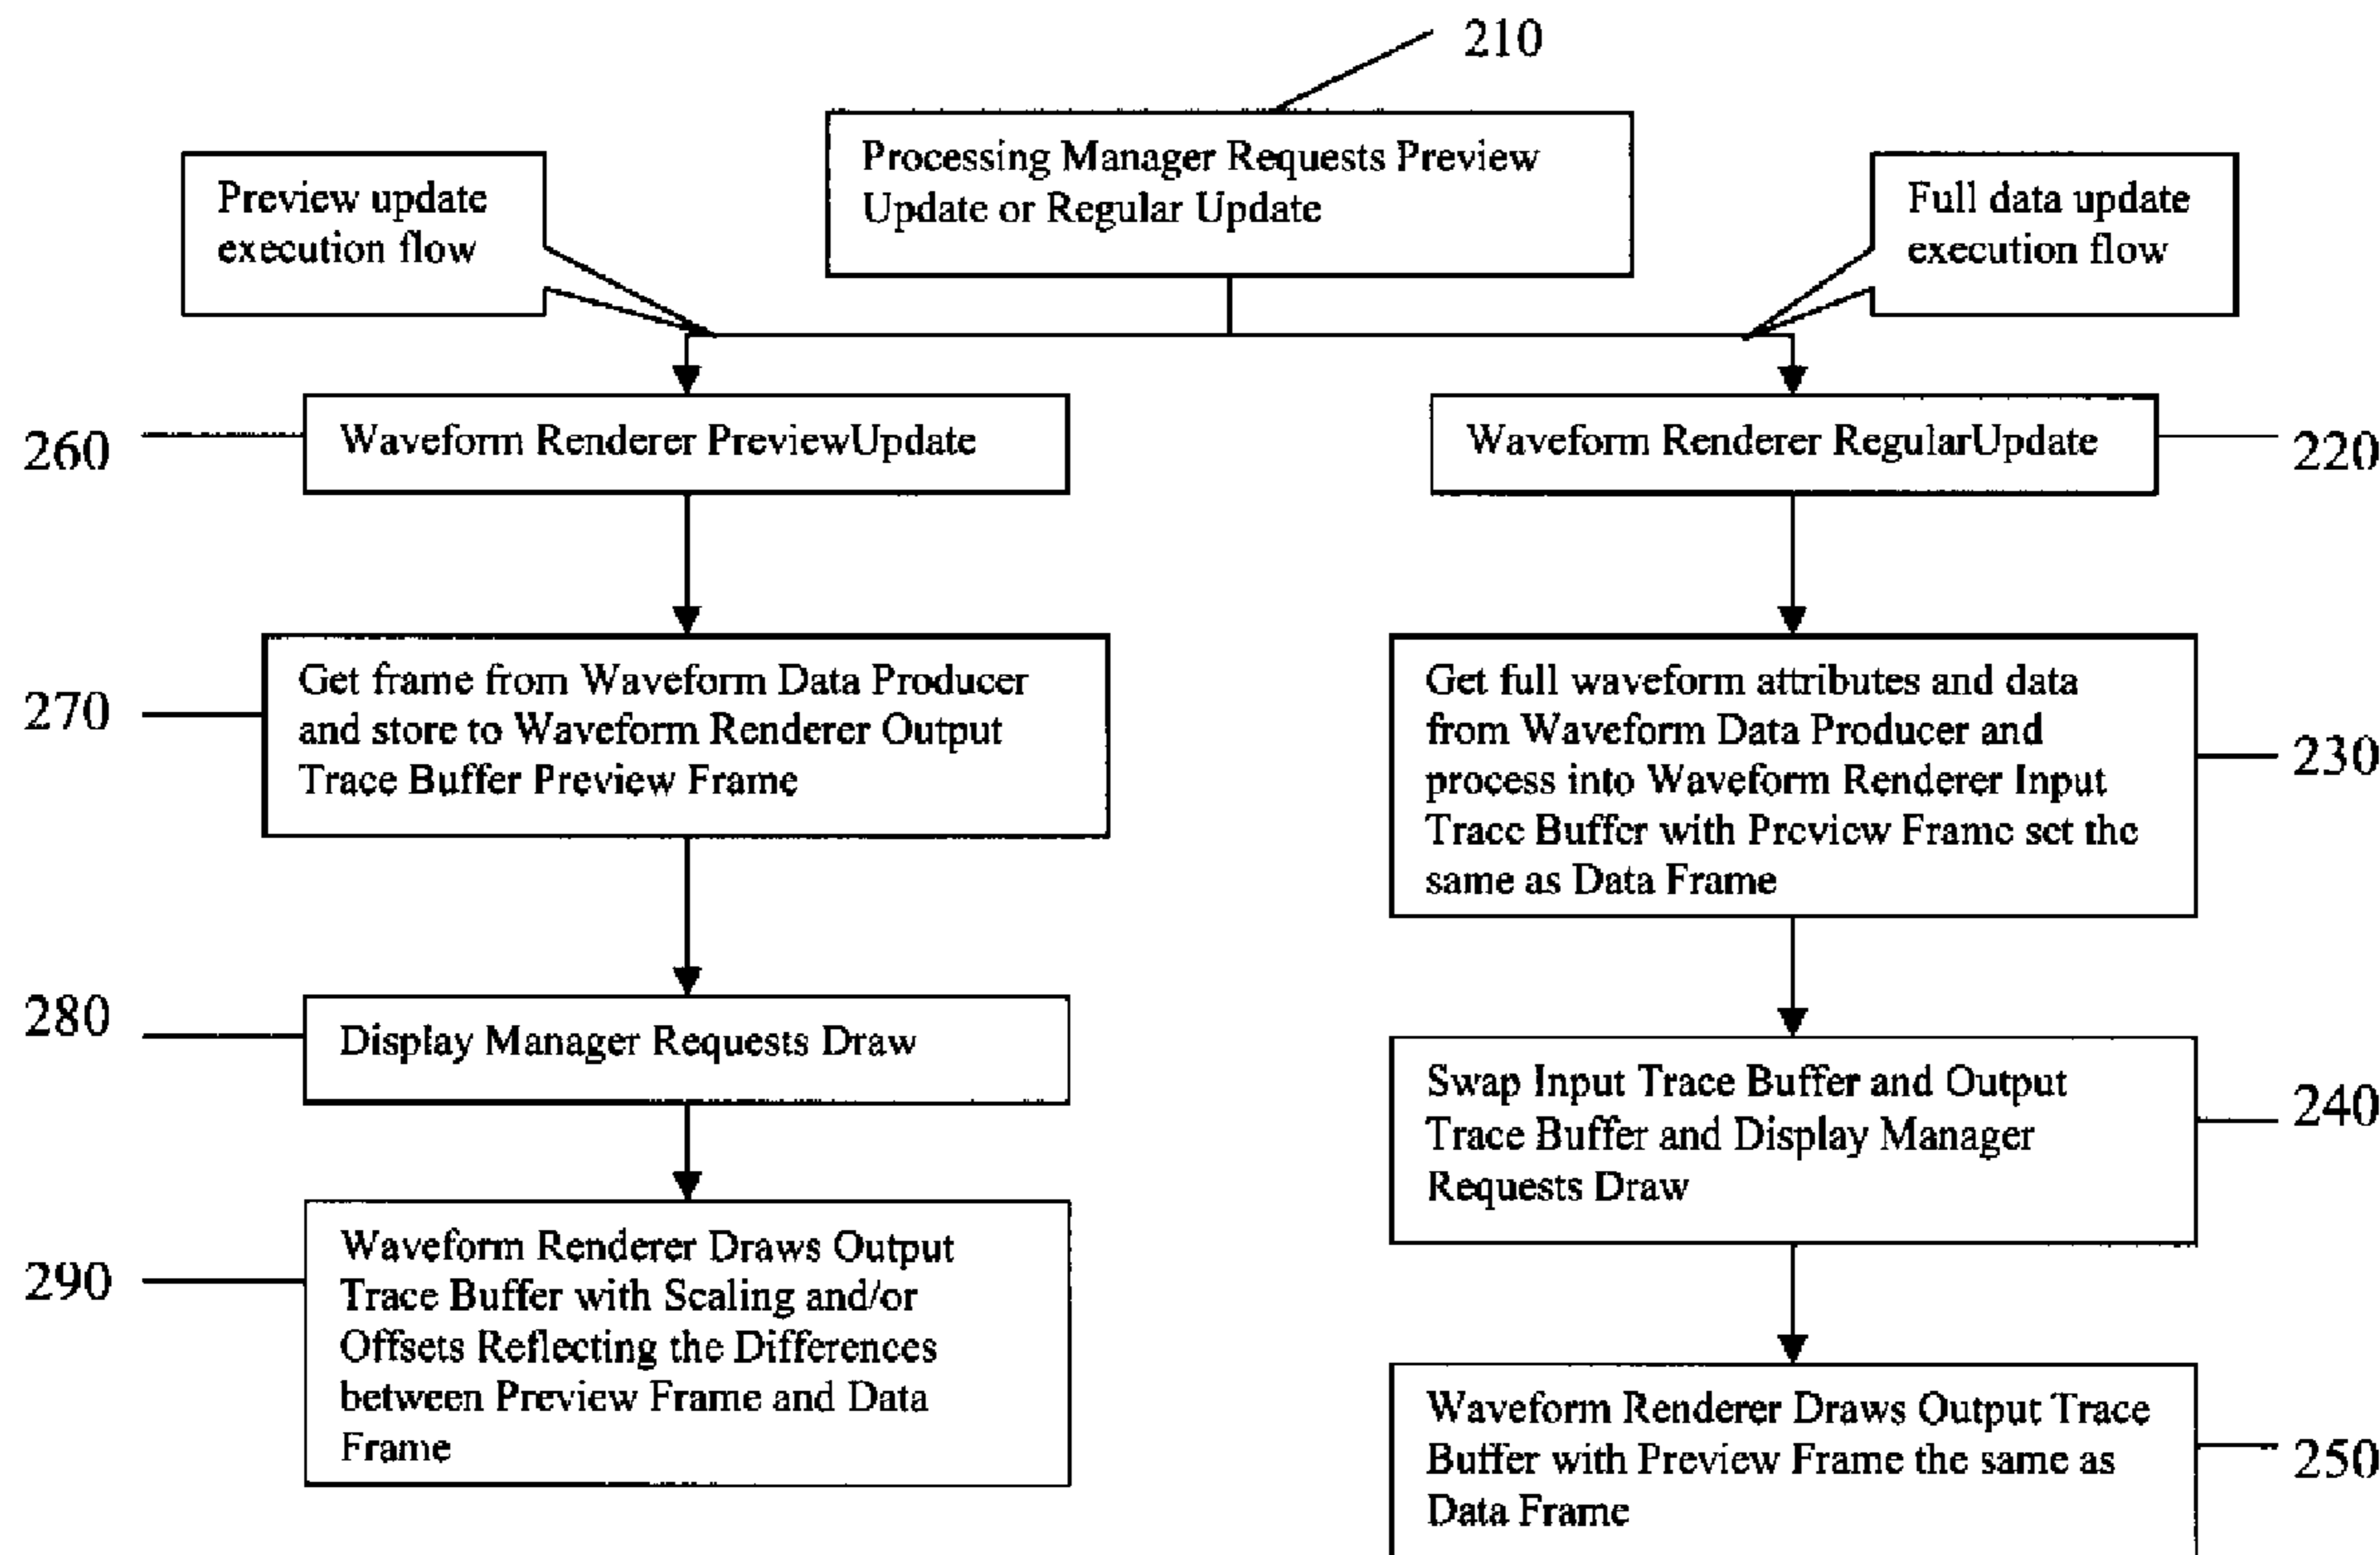 210
Processing Manager Requests Preview
Update or Regular Update
Preview update
execution flow
Full data update
execution flow
260
Waveform Renderer PreviewUpdate
Waveform Renderer RegularUpdate
220
270
Get frame from Waveform Data Producer
and store to Waveform Renderer Output
Trace Buffer Preview Frame
Get full waveform attributes and data
from Waveform Data Producer and
process into Waveform Renderer Input
Trace Buffer with Preview Frame set the
same as Data Frame
230
280
Display Manager Requests Draw
Swap Input Trace Buffer and Output
Trace Buffer and Display Manager
Requests Draw
240
290
Waveform Renderer Draws Output
Trace Buffer with Scaling and/or
Offsets Reflecting the Differences
between Preview Frame and Data
Frame
Waveform Renderer Draws Output Trace
Buffer with Preview Frame the same as
Data Frame
250